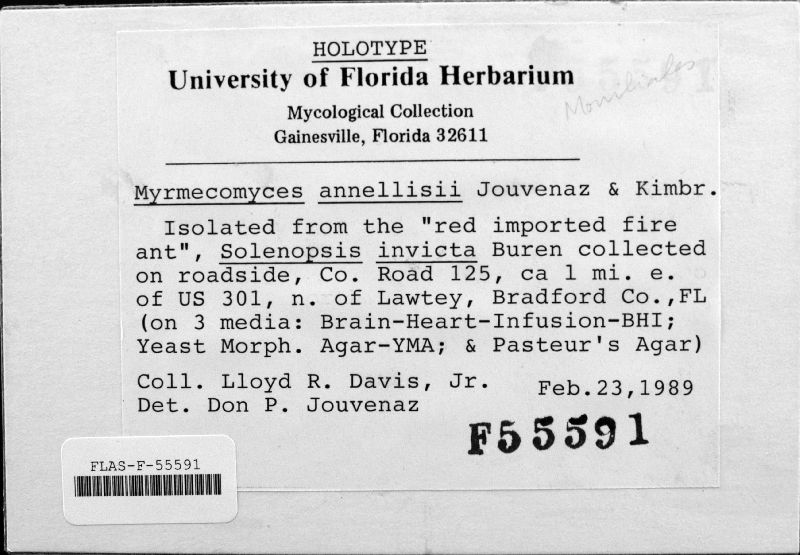 HOLOTYPE
University of Florida Herbarium
Moniliales
Mycological Collection
Gainesville, Florida 32611
Myrmecomyces annellisii Jouvenaz & Kimbr.
Isolated from the "red imported fire
ant", Solenopsis invicta Buren collected
on roadside, Co. Road 125, ca 1 mi. e.
of US 301, n. of Lawtey, Bradford Co.,FL
(on 3 media: Brain-Heart-Infusion-BHI;
Yeast Morph. Agar-YMA; & Pasteur's Agar)
Coll. Lloyd R. Davis, Jr. Feb.23,1989
Det. Don P. Jouvenaz
F55591
FLAS-F-55591